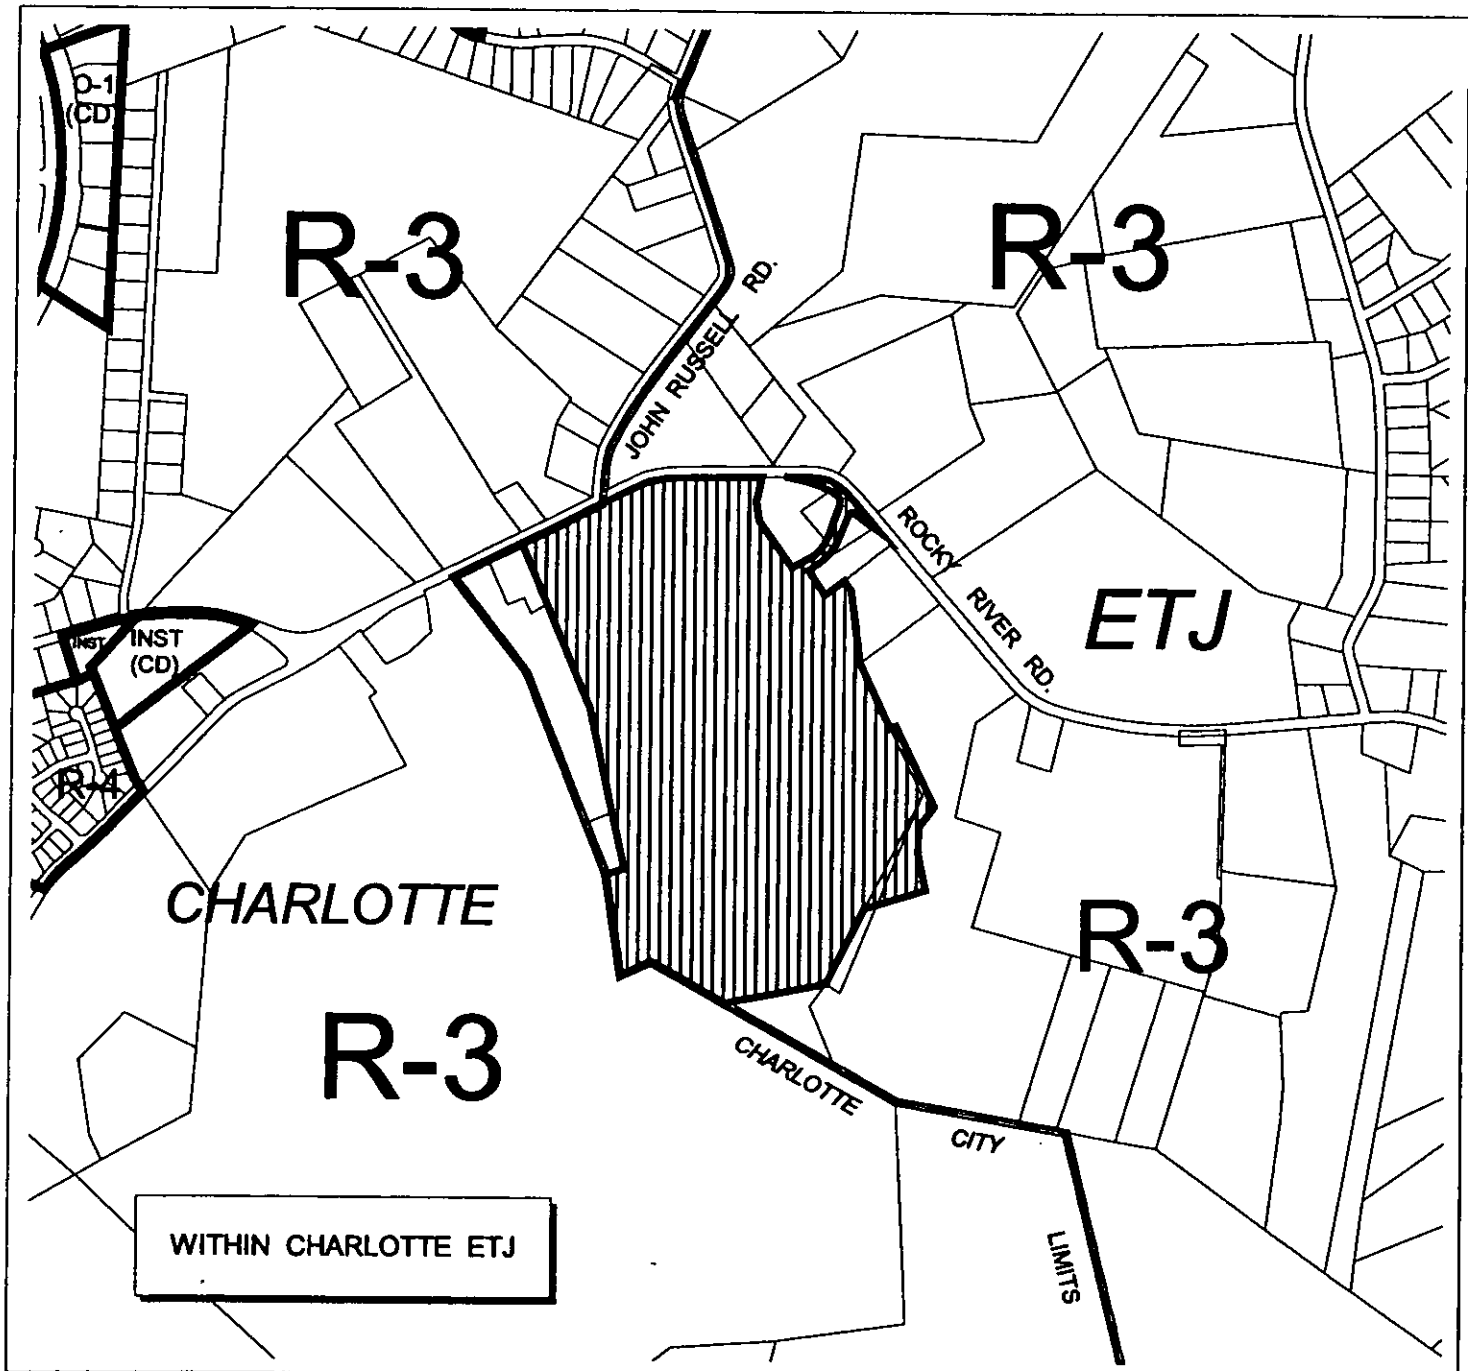 O-1
(CD)
R-3
R-3
JOHN RUSSELL RD.
ROCKY RIVER RD.
ETJ
INST
INST
(CD)
R-4
CHARLOTTE
R-3
R-3
CHARLOTTE CITY LIMITS
WITHIN CHARLOTTE ETJ